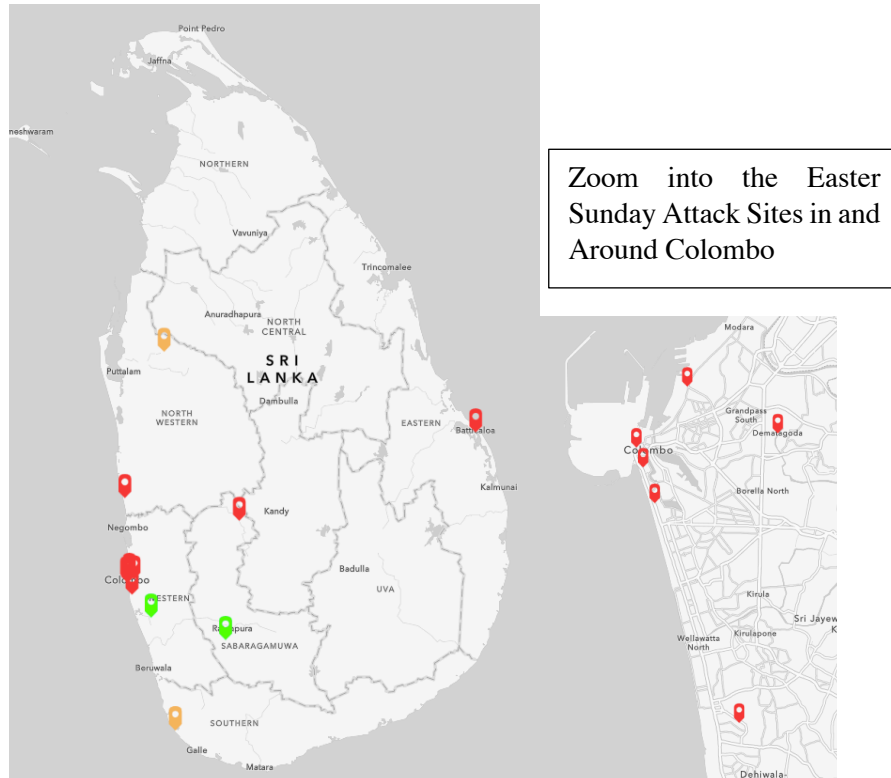 Point Pedro
Jaffna
neshwaram
NORTHERN
Vavuniya
Trincomalee
Anuradhapura
NORTH
CENTRAL
SRI
LANKA
Puttalam
Dambulla
NORTH
WESTERN
EASTERN
Batticaloa
Kalmunai
Kandy
Negombo
Badulla
UVA
Colombo
WESTERN
SABARAGAMUWA
Beruwala
SOUTHERN
Galle
Matara
Zoom into the Easter
Sunday Attack Sites in and
Around Colombo
Modara
Grandpass
South
Dematagoda
Colombo
Borella North
Kirula
Sri Jayew
K
Wellawatta
North
Kirulapone
Dehiwala-